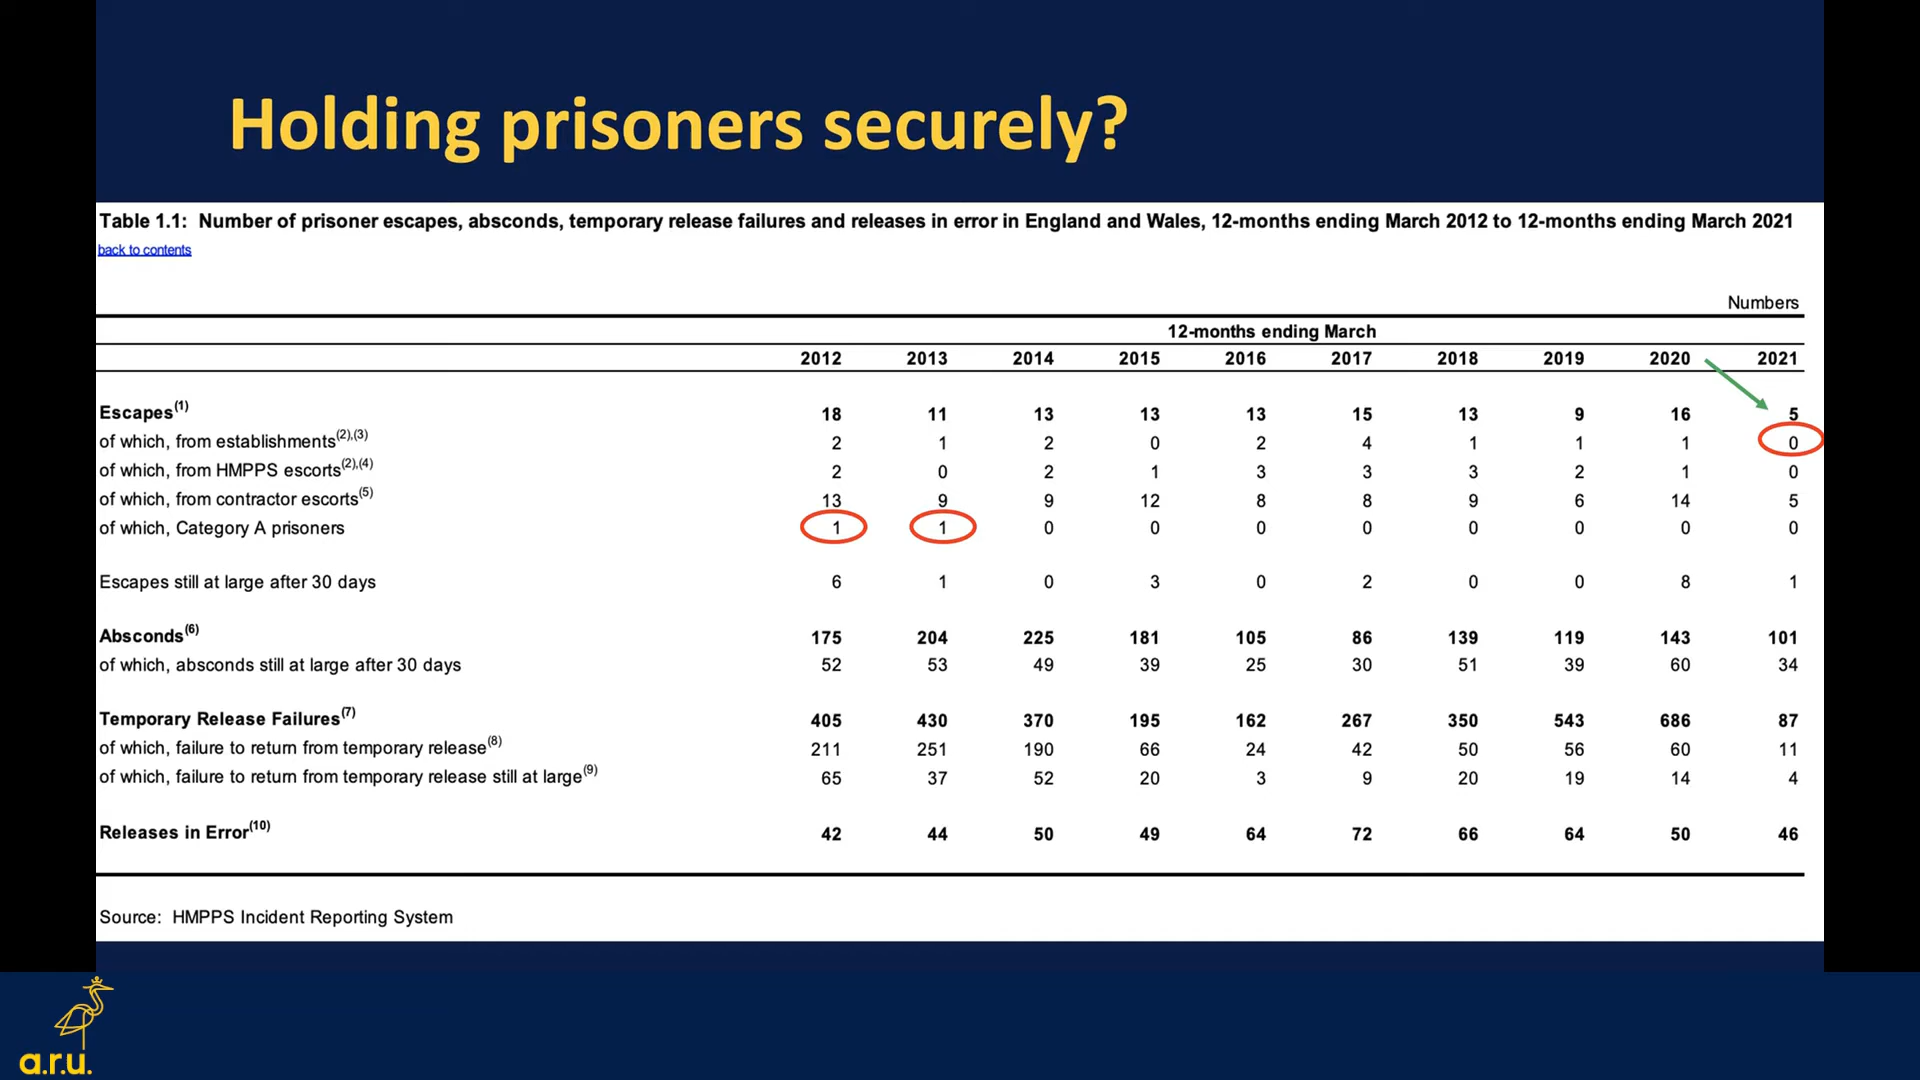 Holding prisoners securely?
Table 1.1: Number of prisoner escapes, absconds, temporary release failures and releases in error in England and Wales, 12-months ending March 2012 to 12-months ending March 2021
back to contents
Numbers
12-months ending March
2012 2013 2014 2015 2016 2017 2018 2019 2020 2021
Escapes(1) 18 11 13 13 13 15 13 9 16 5
of which, from establishments(2),(3) 2 1 2 0 2 4 1 1 1 0
of which, from HMPPS escorts(2),(4) 2 0 2 1 3 3 3 2 1 0
of which, from contractor escorts(5) 13 9 9 12 8 8 9 6 14 5
of which, Category A prisoners 1 1 0 0 0 0 0 0 0 0
Escapes still at large after 30 days 6 1 0 3 0 2 0 0 8 1
Absconds(6) 175 204 225 181 105 86 139 119 143 101
of which, absconds still at large after 30 days 52 53 49 39 25 30 51 39 60 34
Temporary Release Failures(7) 405 430 370 195 162 267 350 543 686 87
of which, failure to return from temporary release(8) 211 251 190 66 24 42 50 56 60 11
of which, failure to return from temporary release still at large(9) 65 37 52 20 3 9 20 19 14 4
Releases in Error(10) 42 44 50 49 64 72 66 64 50 46
Source: HMPPS Incident Reporting System
a.r.u.